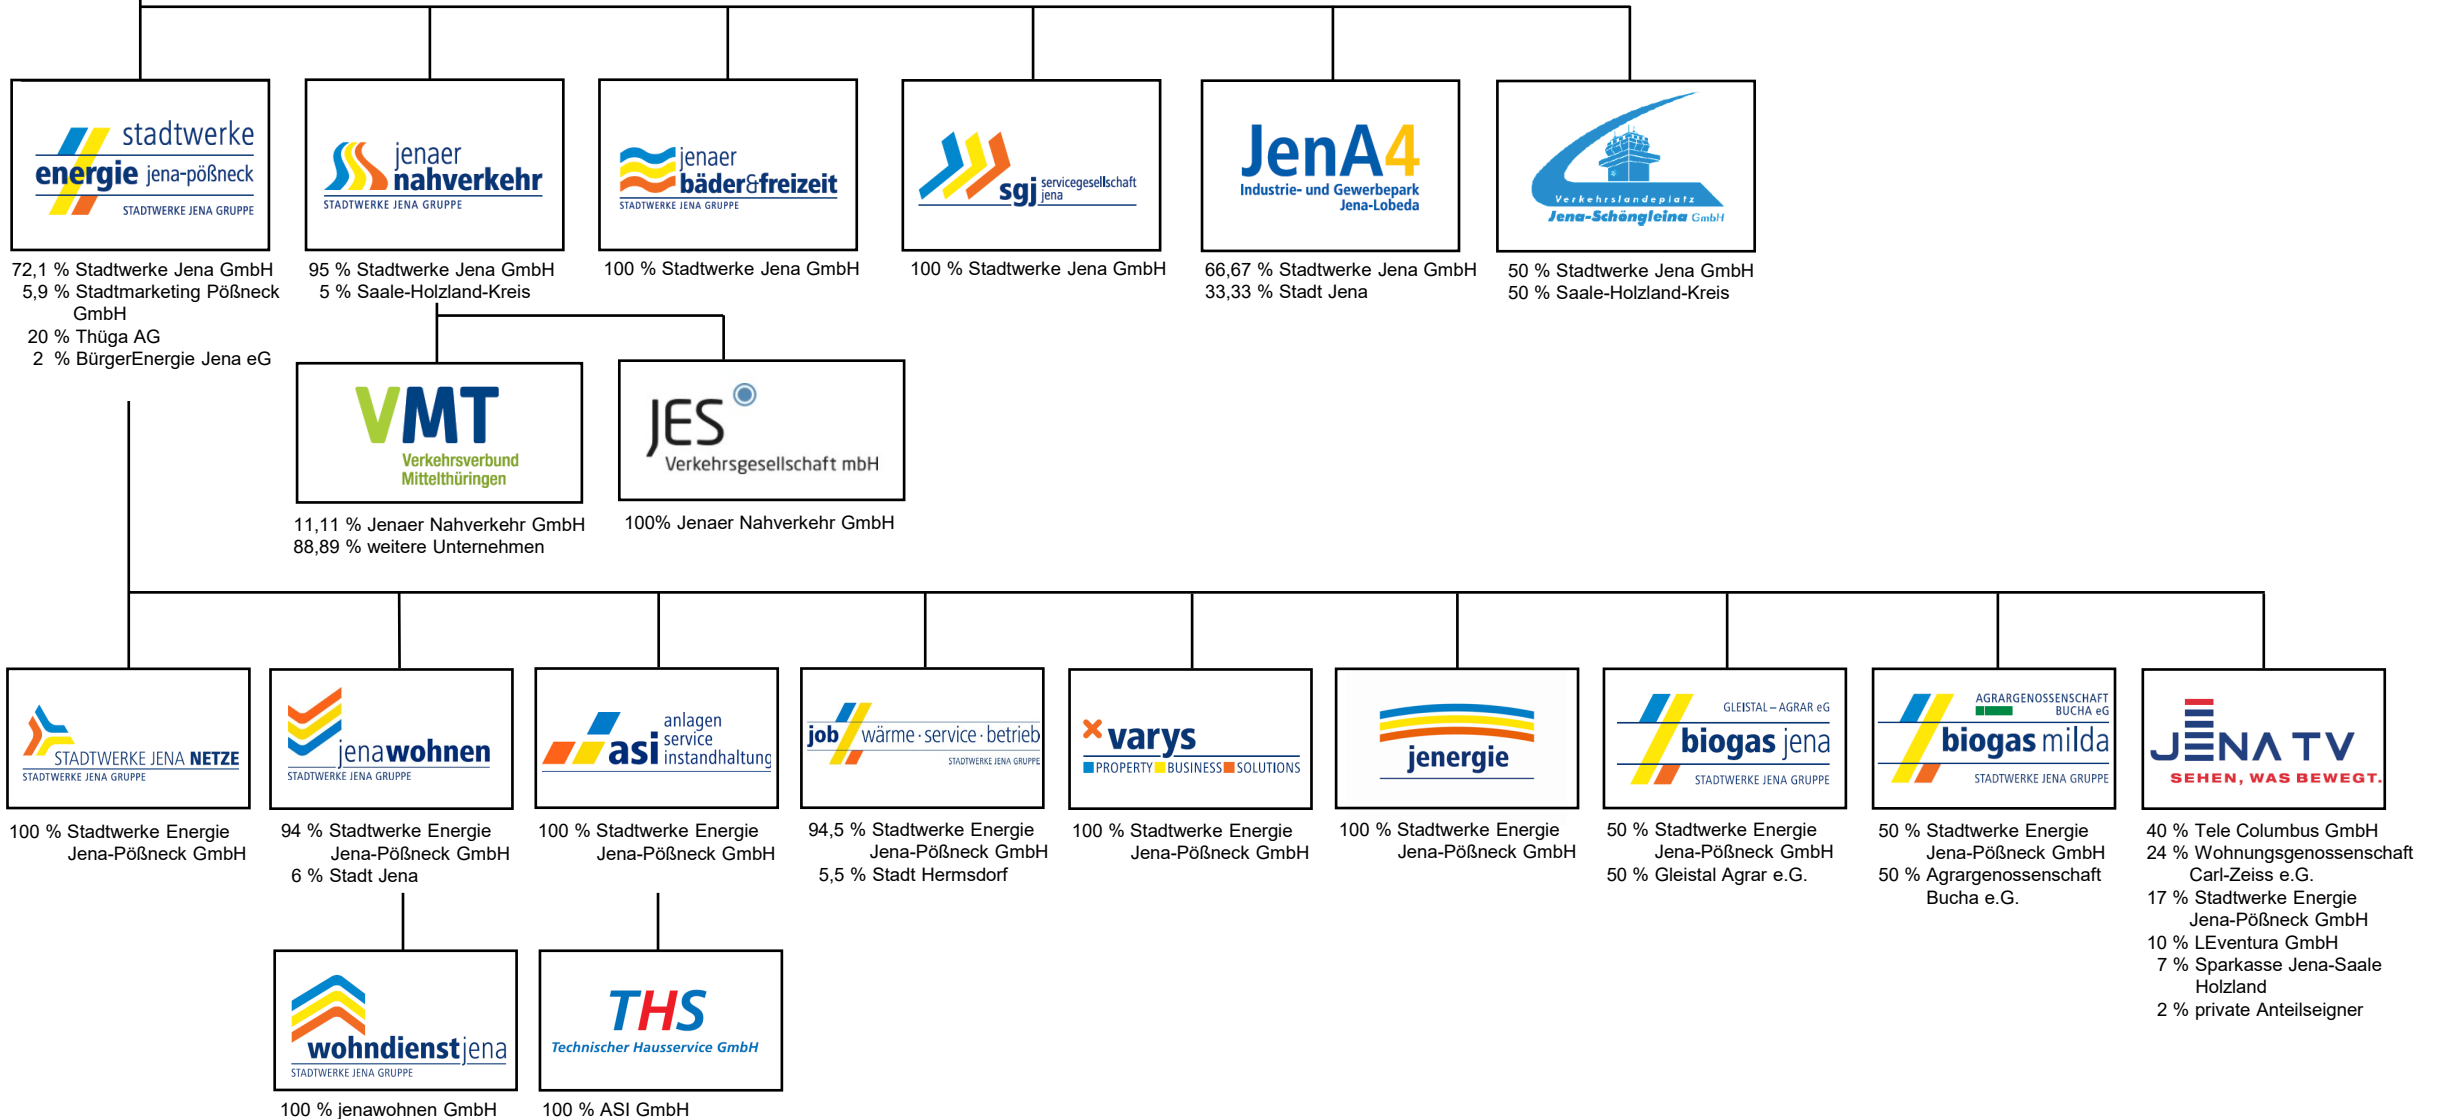 stadtwerke
energie jena-pößneck
STADTWERKE JENA GRUPPE
72,1 % Stadtwerke Jena GmbH
5,9 % Stadtmarketing Pößneck
GmbH
20 % Thüga AG
2 % BürgerEnergie Jena eG
jenaer
nahverkehr
STADTWERKE JENA GRUPPE
95 % Stadtwerke Jena GmbH
5 % Saale-Holzland-Kreis
jenaer
bäder&freizeit
STADTWERKE JENA GRUPPE
100 % Stadtwerke Jena GmbH
sgj servicegesellschaft
jena
100 % Stadtwerke Jena GmbH
JenA4
Industrie- und Gewerbepark
Jena-Lobeda
66,67 % Stadtwerke Jena GmbH
33,33 % Stadt Jena
Verkehrslandeplatz
Jena-Schöngleina GmbH
50 % Stadtwerke Jena GmbH
50 % Saale-Holzland-Kreis
VMT
Verkehrsverbund
Mittelthüringen
11,11 % Jenaer Nahverkehr GmbH
88,89 % weitere Unternehmen
JES
Verkehrsgesellschaft mbH
100% Jenaer Nahverkehr GmbH
STADTWERKE JENA NETZE
STADTWERKE JENA GRUPPE
100 % Stadtwerke Energie
Jena-Pößneck GmbH
jenawohnen
STADTWERKE JENA GRUPPE
94 % Stadtwerke Energie
Jena-Pößneck GmbH
6 % Stadt Jena
asi anlagen
service
instandhaltung
100 % Stadtwerke Energie
Jena-Pößneck GmbH
job wärme · service · betrieb
STADTWERKE JENA GRUPPE
94,5 % Stadtwerke Energie
Jena-Pößneck GmbH
5,5 % Stadt Hermsdorf
varys
PROPERTY BUSINESS SOLUTIONS
100 % Stadtwerke Energie
Jena-Pößneck GmbH
jenergie
100 % Stadtwerke Energie
Jena-Pößneck GmbH
GLEISTAL – AGRAR eG
biogas jena
STADTWERKE JENA GRUPPE
50 % Stadtwerke Energie
Jena-Pößneck GmbH
50 % Gleistal Agrar e.G.
AGRARGENOSSENSCHAFT
BUCHA eG
biogas milda
STADTWERKE JENA GRUPPE
50 % Stadtwerke Energie
Jena-Pößneck GmbH
50 % Agrargenossenschaft
Bucha e.G.
JENA TV
SEHEN, WAS BEWEGT.
40 % Tele Columbus GmbH
24 % Wohnungsgenossenschaft
Carl-Zeiss e.G.
17 % Stadtwerke Energie
Jena-Pößneck GmbH
10 % LEventura GmbH
7 % Sparkasse Jena-Saale
Holzland
2 % private Anteilseigner
wohndienstjena
STADTWERKE JENA GRUPPE
100 % jenawohnen GmbH
THS
Technischer Hausservice GmbH
100 % ASI GmbH